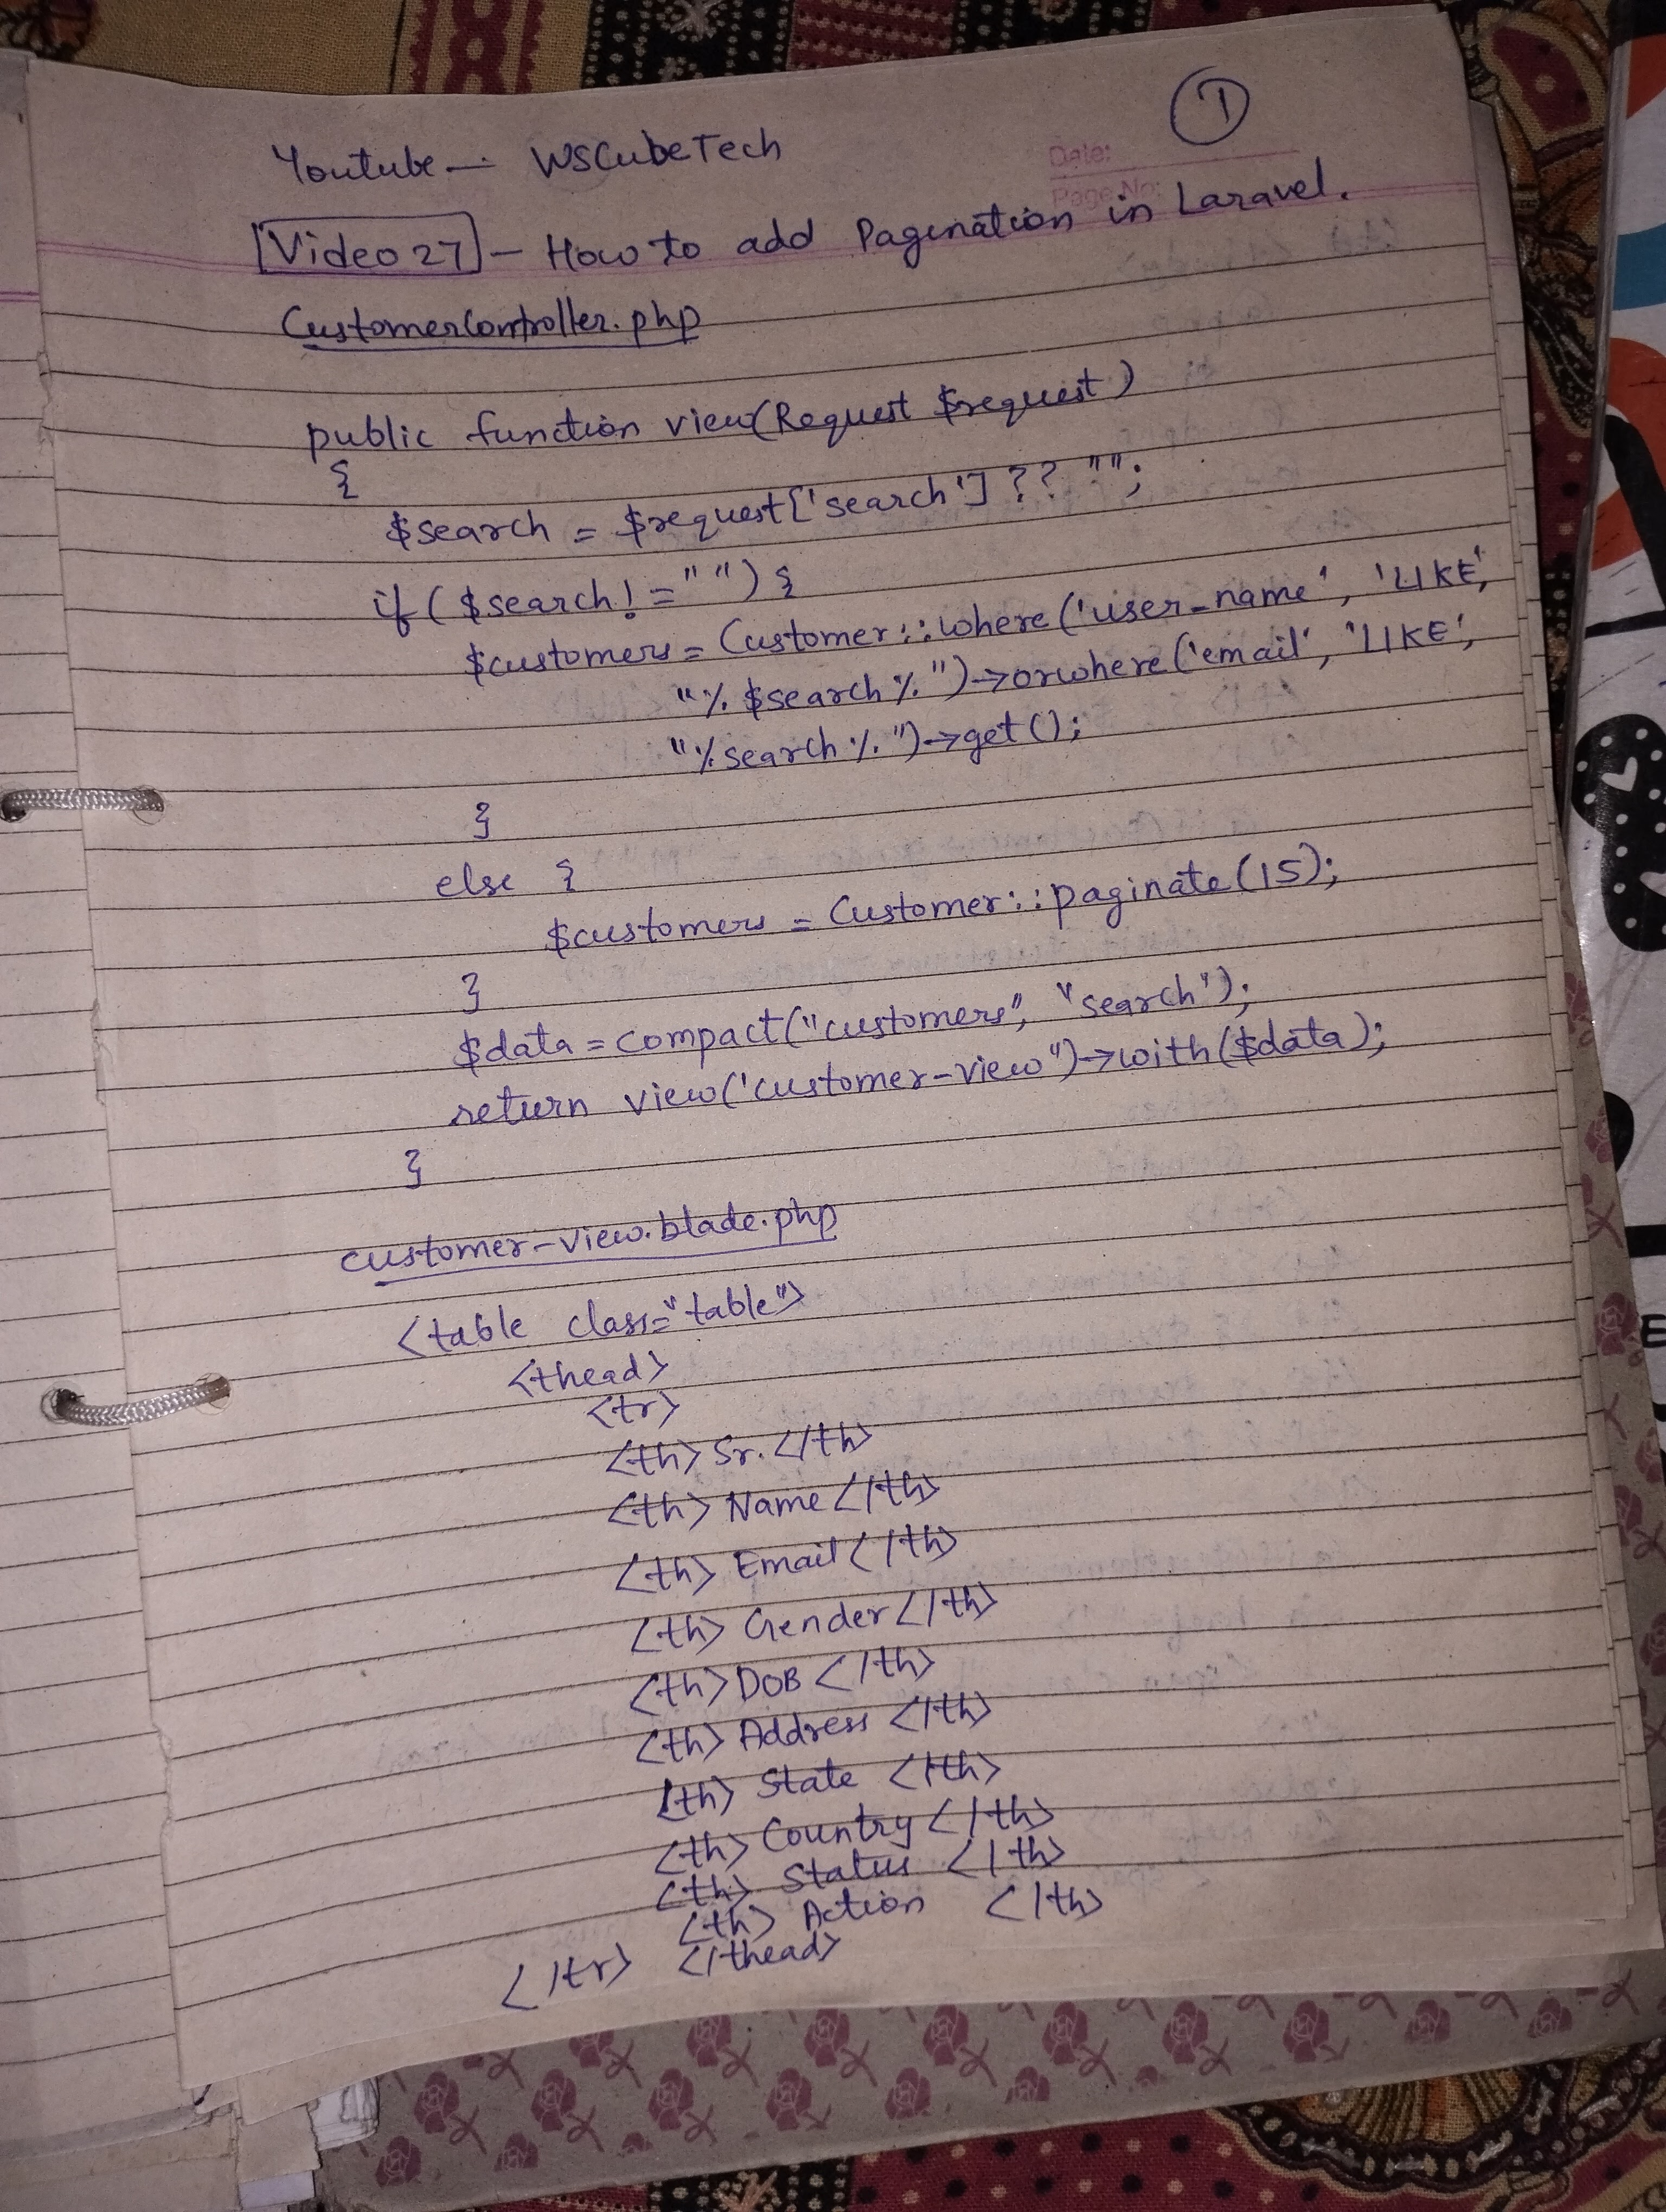 1
Date:
Page No:
Youtube — WSCubeTech
Video 27 - How to add Pagination in Laravel.
CustomerController.php
public function view(Request $request)
{
$search = $request['search'] ?? "";
if ($search != "") {
$customers = Customer::where('user_name', 'LIKE',
"%$search%")->orwhere('email', 'LIKE',
"%search%")->get();
}
else {
$customers = Customer::paginate(15);
}
$data = compact("customers", "search");
return view('customer-view")->with($data);
}
customer-view.blade.php
<table class="table">
<thead>
<tr>
<th> Sr. </th>
<th> Name </th>
<th> Email </th>
<th> Gender </th>
<th> DOB </th>
<th> Address </th>
<th> State </th>
<th> Country </th>
<th> Status </th>
<th> Action </th>
</tr> </thead>